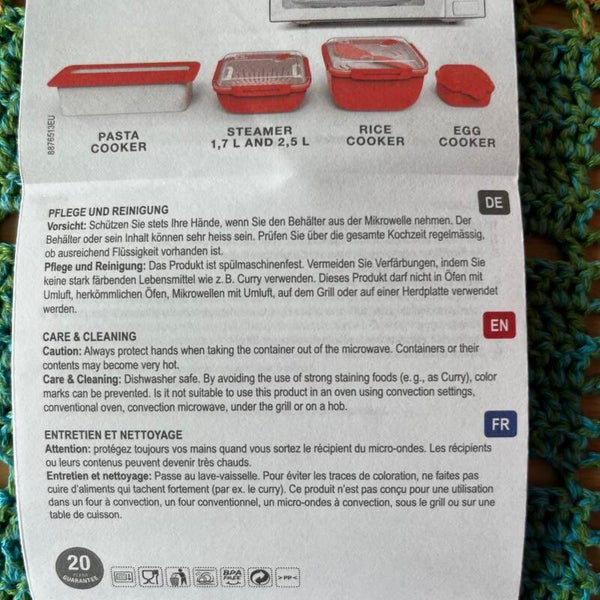 PASTA
COOKER
STEAMER
1,7 L AND 2,5 L
RICE
COOKER
EGG
COOKER
8876513EU
DE
PFLEGE UND REINIGUNG
Vorsicht: Schützen Sie stets Ihre Hände, wenn Sie den Behälter aus der Mikrowelle nehmen. Der
Behälter oder sein Inhalt können sehr heiss sein. Prüfen Sie über die gesamte Kochzeit regelmässig,
ob ausreichend Flüssigkeit vorhanden ist.
Pflege und Reinigung: Das Produkt ist spülmaschinenfest. Vermeiden Sie Verfärbungen, indem Sie
keine stark färbenden Lebensmittel wie z. B. Curry verwenden. Dieses Produkt darf nicht in Öfen mit
Umluft, herkömmlichen Öfen, Mikrowellen mit Umluft, auf dem Grill oder auf einer Herdplatte verwendet
werden.
EN
CARE & CLEANING
Caution: Always protect hands when taking the container out of the microwave. Containers or their
contents may become very hot.
Care & Cleaning: Dishwasher safe. By avoiding the use of strong staining foods (e. g., as Curry), color
marks can be prevented. Is it not suitable to use this product in an oven using convection settings,
conventional oven, convection microwave, under the grill or on a hob.
FR
ENTRETIEN ET NETTOYAGE
Attention: protégez toujours vos mains quand vous sortez le récipient du micro-ondes. Les récipients
ou leurs contenus peuvent devenir très chauds.
Entretien et nettoyage: Passe au lave-vaisselle. Pour éviter les traces de coloration, ne faites pas
cuire d'aliments qui tachent fortement (par ex. le curry). Ce produit n'est pas conçu pour une utilisation
dans un four à convection, un four conventionnel, un micro-ondes à convection, sous le gril ou sur une
table de cuisson.
20
YEARS
GUARANTEE
BPA
FREE
>PP<